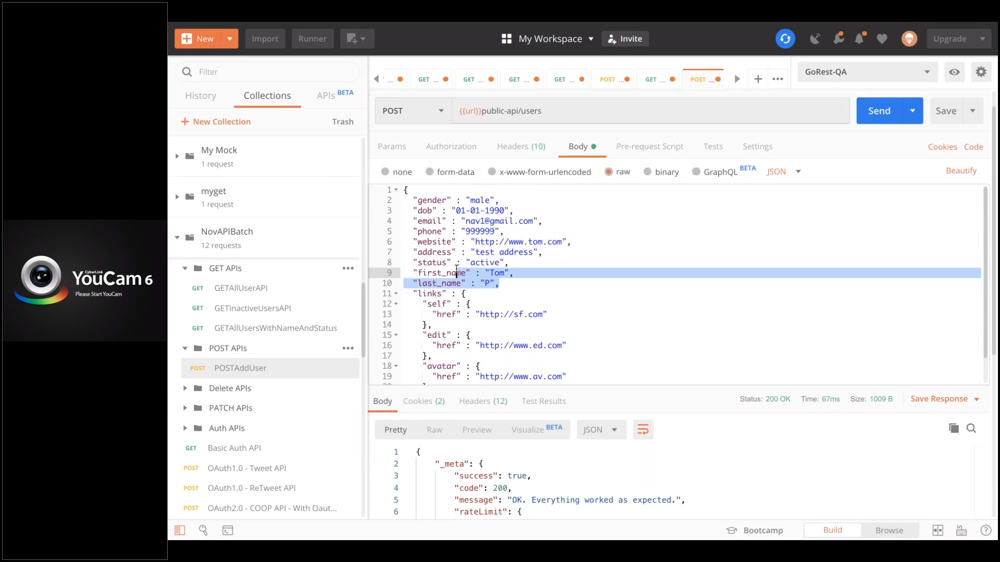 New
Import
Runner
My Workspace
Invite
Upgrade
Filter
History
Collections
APIs BETA
+ New Collection
Trash
My Mock
1 request
myget
1 request
NovAPIBatch
12 requests
GET APIs
GET GETAllUserAPI
GET GETInactiveUsersAPI
GET GETAllUsersWithNameAndStatus
POST APIs
POST POSTAddUser
Delete APIs
PATCH APIs
Auth APIs
GET Basic Auth API
POST OAuth1.0 - Tweet API
POST OAuth1.0 - ReTweet API
POST OAuth2.0 - COOP API - With Oaut...
CyberLink
YouCam 6
Please Start YouCam
...
GET ...
GET ...
GET ...
GET ...
POST ...
GET ...
POST ...
GoRest-QA
POST
{{url}}public-api/users
Send
Save
Params
Authorization
Headers (10)
Body
Pre-request Script
Tests
Settings
Cookies
Code
none
form-data
x-www-form-urlencoded
raw
binary
GraphQL BETA
JSON
Beautify
1 {
2 "gender" : "male",
3 "dob" : "01-01-1990",
4 "email" : "nav1@gmail.com",
5 "phone" : "999999",
6 "website" : "http://www.tom.com",
7 "address" : "test address",
8 "status" : "active",
9 "first_name" : "Tom",
10 "last_name" : "P",
11 "links" : {
12 "self" : {
13 "href" : "http://sf.com"
14 },
15 "edit" : {
16 "href" : "http://www.ed.com"
17 },
18 "avatar" : {
19 "href" : "http://www.av.com"
Body
Cookies (2)
Headers (12)
Test Results
Status: 200 OK
Time: 67ms
Size: 1009 B
Save Response
Pretty
Raw
Preview
Visualize BETA
JSON
1 {
2 "_meta": {
3 "success": true,
4 "code": 200,
5 "message": "OK. Everything worked as expected.",
6 "rateLimit": {
Bootcamp
Build
Browse